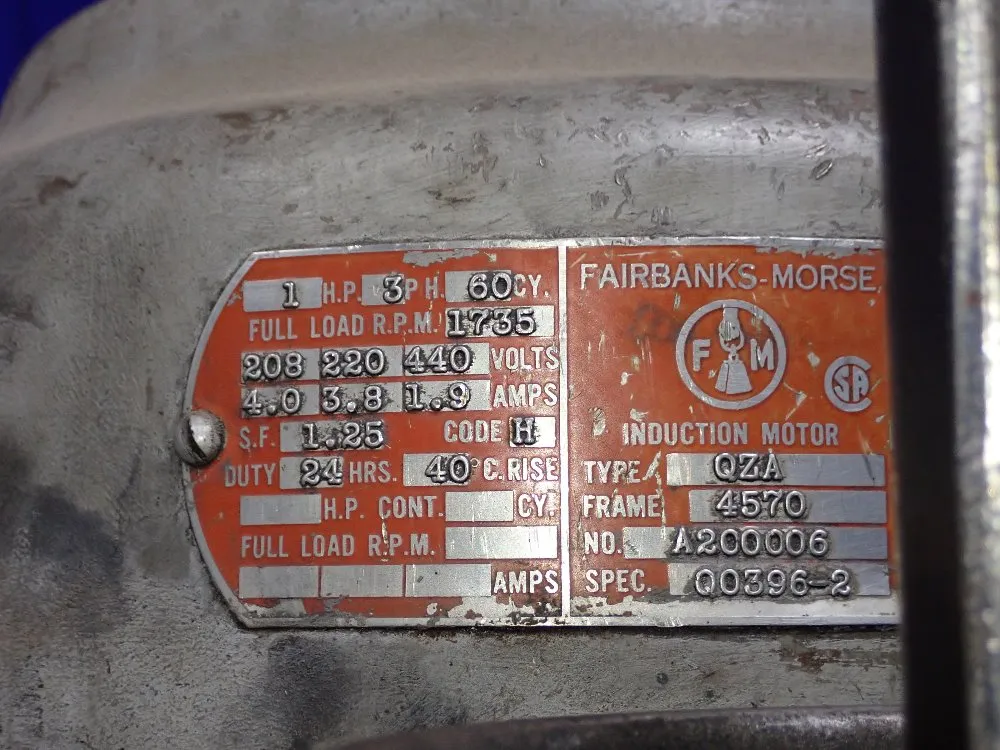 1 H.P. 3 PH. 60 CY.
FULL LOAD R.P.M. 1735
208 220 440 VOLTS
4.0 3.8 1.9 AMPS
S.F. 1.25 CODE H
DUTY 24 HRS. 40 °C. RISE
H.P. CONT. CY.
FULL LOAD R.P.M.
AMPS
FAIRBANKS-MORSE
F M
SA
INDUCTION MOTOR
TYPE QZA
FRAME 4570
NO. A200006
SPEC. Q0396-2